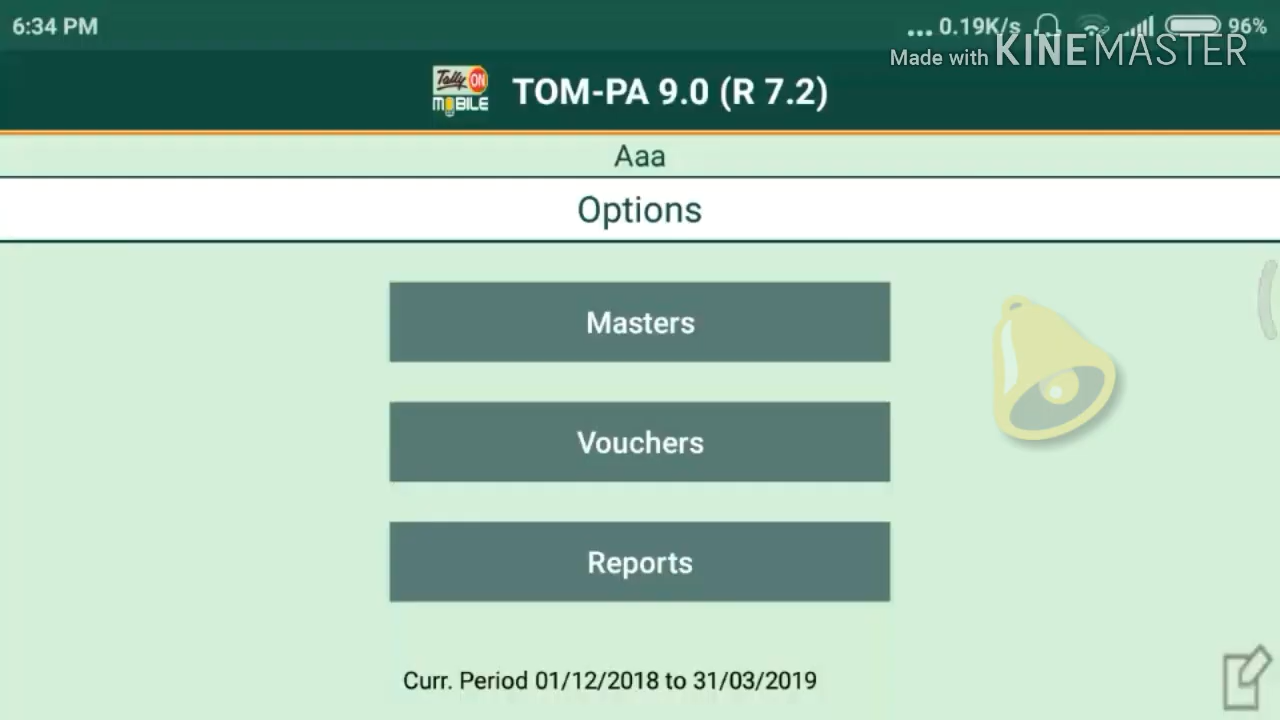 6:34 PM
... 0.19K/s 96%
Made with KINEMASTER
Tally ON
MOBILE
TOM-PA 9.0 (R 7.2)
Aaa
Options
Masters
Vouchers
Reports
Curr. Period 01/12/2018 to 31/03/2019